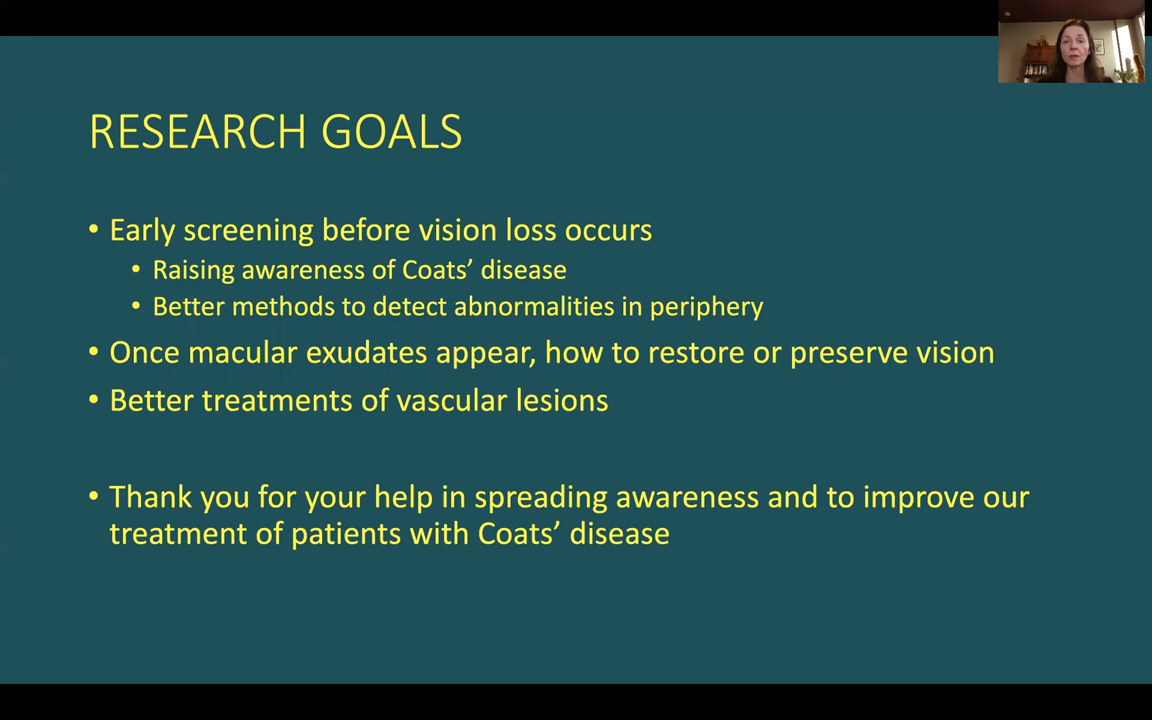 RESEARCH GOALS
• Early screening before vision loss occurs
• Raising awareness of Coats’ disease
• Better methods to detect abnormalities in periphery
• Once macular exudates appear, how to restore or preserve vision
• Better treatments of vascular lesions
• Thank you for your help in spreading awareness and to improve our
treatment of patients with Coats’ disease